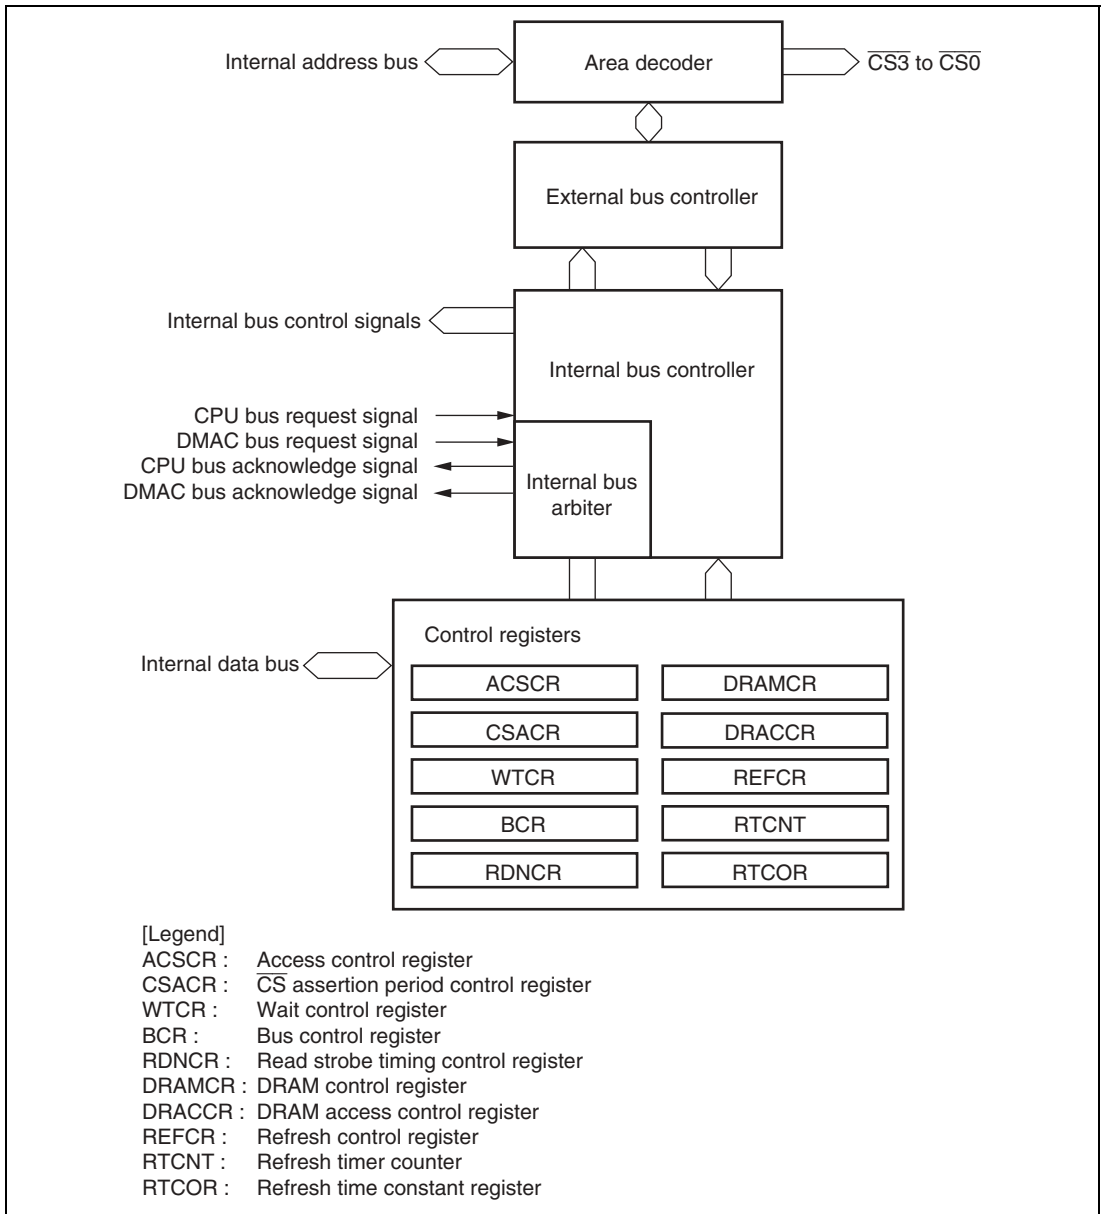 Internal address bus
Area decoder
C̅S̅3̅ to C̅S̅0̅
External bus controller
Internal bus control signals
Internal bus controller
CPU bus request signal
DMAC bus request signal
CPU bus acknowledge signal
DMAC bus acknowledge signal
Internal bus
arbiter
Control registers
Internal data bus
ACSCR DRAMCR
CSACR DRACCR
WTCR REFCR
BCR RTCNT
RDNCR RTCOR
[Legend]
ACSCR : Access control register
CSACR : C̅S̅ assertion period control register
WTCR : Wait control register
BCR : Bus control register
RDNCR : Read strobe timing control register
DRAMCR : DRAM control register
DRACCR : DRAM access control register
REFCR : Refresh control register
RTCNT : Refresh timer counter
RTCOR : Refresh time constant register